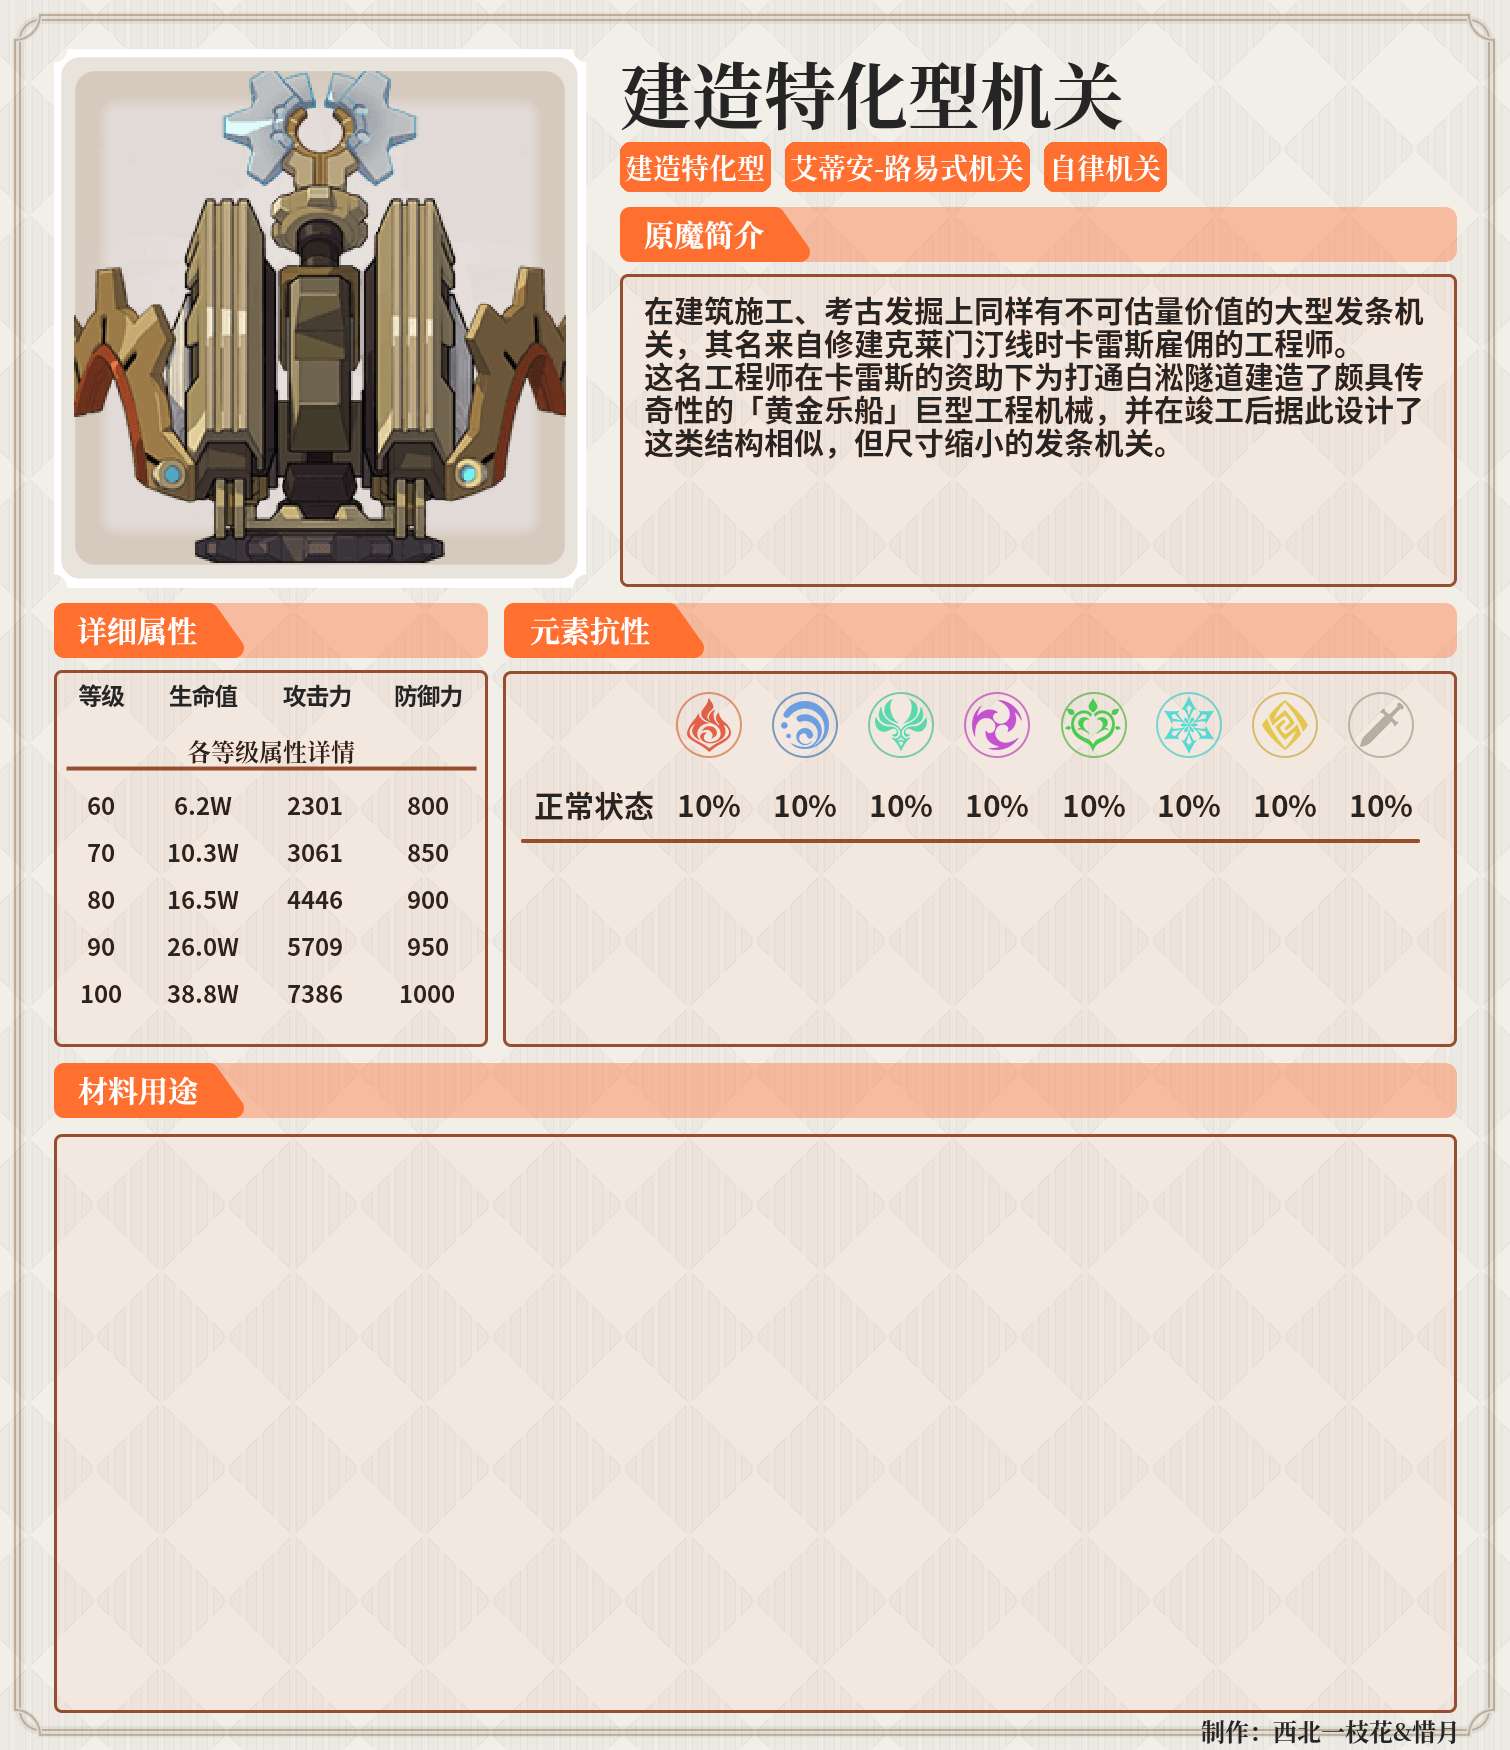 建造特化型机关
建造特化型 艾蒂安-路易式机关 自律机关
原魔简介
在建筑施工、考古发掘上同样有不可估量价值的大型发条机
关，其名来自修建克莱门汀线时卡雷斯雇佣的工程师。
这名工程师在卡雷斯的资助下为打通白淞隧道建造了颇具传
奇性的「黄金乐船」巨型工程机械，并在竣工后据此设计了
这类结构相似，但尺寸缩小的发条机关。
详细属性
等级 生命值 攻击力 防御力
各等级属性详情
60 6.2W 2301 800
70 10.3W 3061 850
80 16.5W 4446 900
90 26.0W 5709 950
100 38.8W 7386 1000
元素抗性
正常状态 10% 10% 10% 10% 10% 10% 10% 10%
材料用途
制作：西北一枝花&惜月